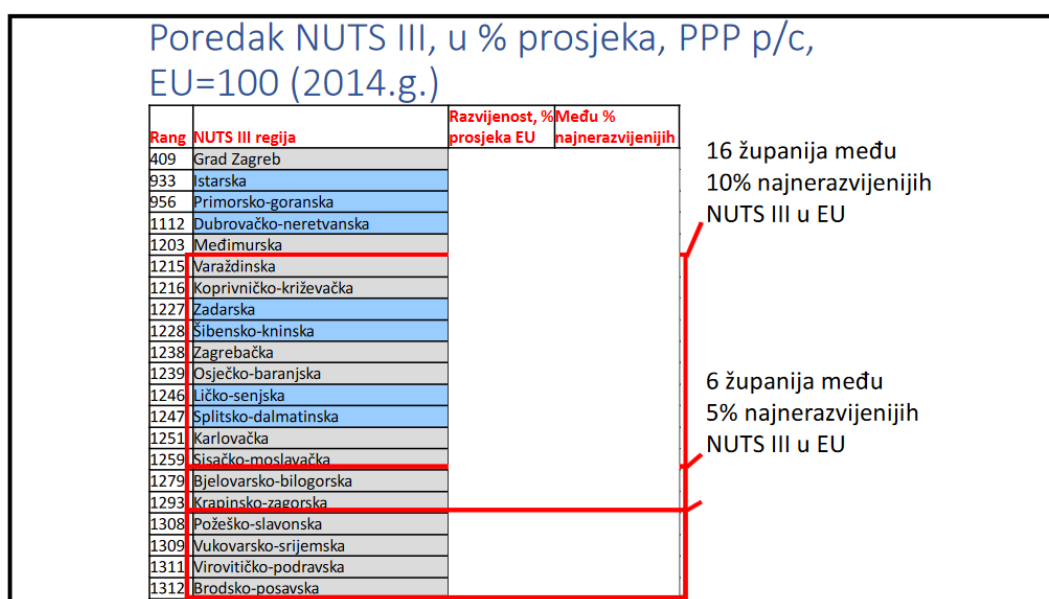 Poredak NUTS III, u % prosjeka, PPP p/c,
EU=100 (2014.g.)
Rang NUTS III regija Razvijenost, % prosjeka EU Među % najnerazvijenijih
409 Grad Zagreb
933 Istarska
956 Primorsko-goranska
1112 Dubrovačko-neretvanska
1203 Međimurska
1215 Varaždinska
1216 Koprivničko-križevačka
1227 Zadarska
1228 Šibensko-kninska
1238 Zagrebačka
1239 Osječko-baranjska
1246 Ličko-senjska
1247 Splitsko-dalmatinska
1251 Karlovačka
1259 Sisačko-moslavačka
1279 Bjelovarsko-bilogorska
1293 Krapinsko-zagorska
1308 Požeško-slavonska
1309 Vukovarsko-srijemska
1311 Virovitičko-podravska
1312 Brodsko-posavska
16 županija među
10% najnerazvijenijih
NUTS III u EU
6 županija među
5% najnerazvijenijih
NUTS III u EU